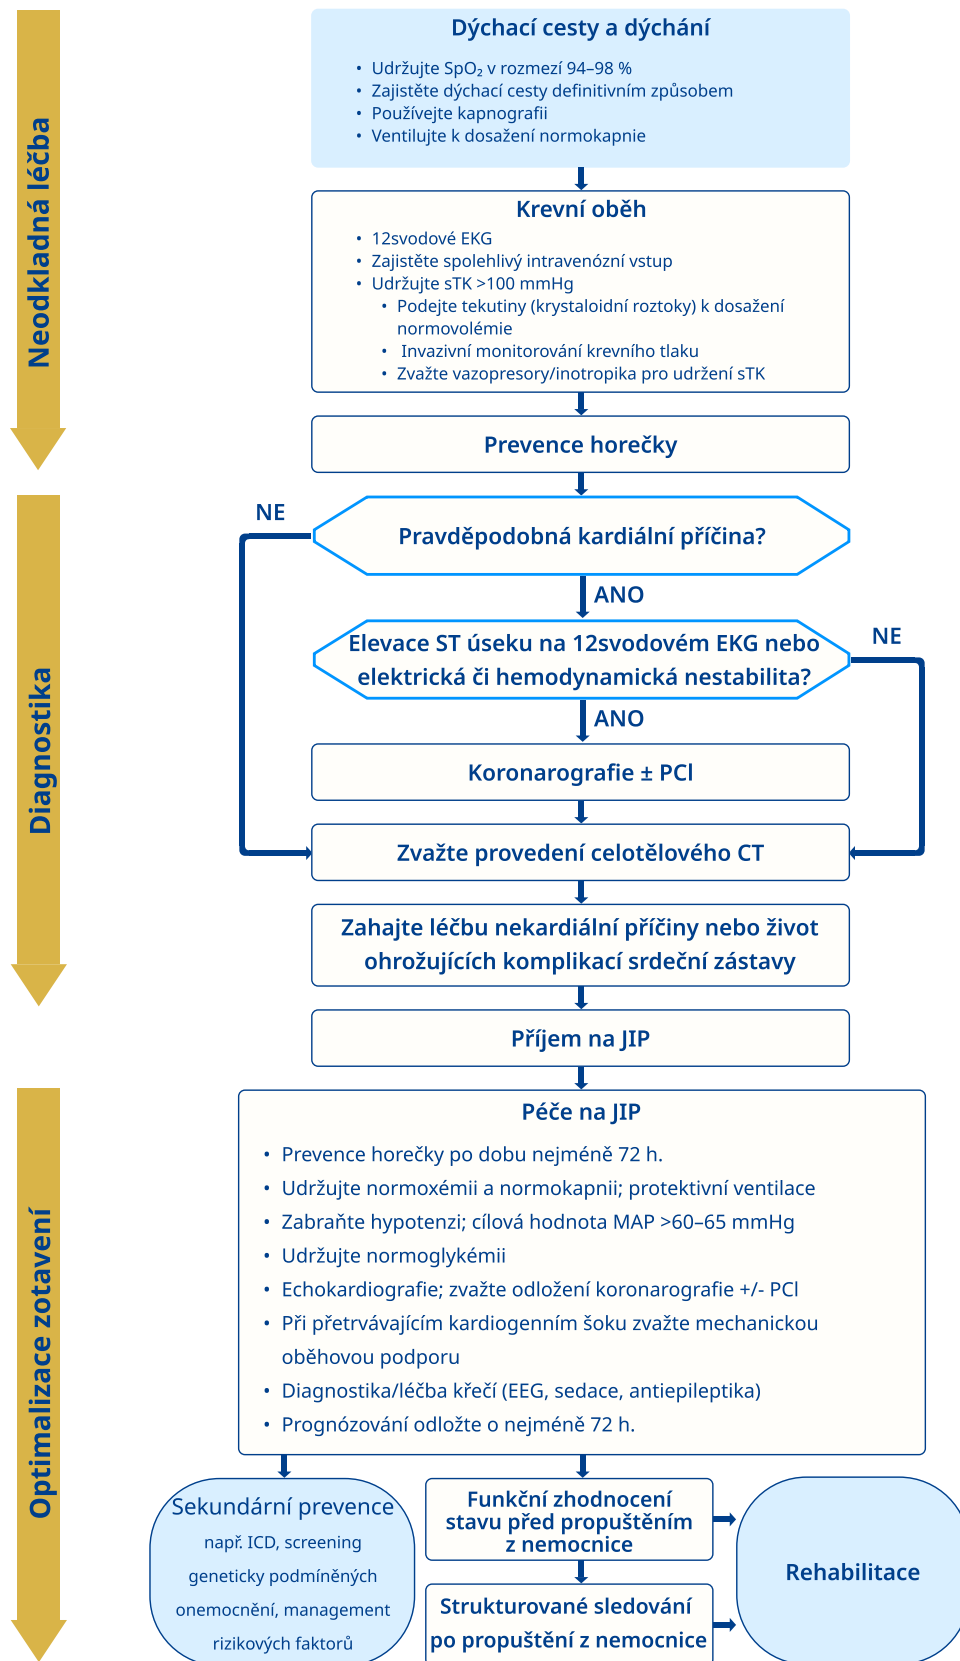 Neodkladná léčba
Dýchací cesty a dýchání
• Udržujte SpO₂ v rozmezí 94–98 %
• Zajistěte dýchací cesty definitivním způsobem
• Používejte kapnografii
• Ventilujte k dosažení normokapnie
Krevní oběh
• 12svodové EKG
• Zajistěte spolehlivý intravenózní vstup
• Udržujte sTK >100 mmHg
• Podejte tekutiny (krystaloidní roztoky) k dosažení
normovolémie
• Invazivní monitorování krevního tlaku
• Zvažte vazopresory/inotropika pro udržení sTK
Prevence horečky
Diagnostika
Pravděpodobná kardiální příčina?
NE
ANO
Elevace ST úseku na 12svodovém EKG nebo
elektrická či hemodynamická nestabilita?
NE
ANO
Koronarografie ± PCl
Zvažte provedení celotělového CT
Zahajte léčbu nekardiální příčiny nebo život
ohrožujících komplikací srdeční zástavy
Příjem na JIP
Optimalizace zotavení
Péče na JIP
• Prevence horečky po dobu nejméně 72 h.
• Udržujte normoxémii a normokapnii; protektivní ventilace
• Zabraňte hypotenzi; cílová hodnota MAP >60–65 mmHg
• Udržujte normoglykémii
• Echokardiografie; zvažte odložení koronarografie +/- PCl
• Při přetrvávajícím kardiogenním šoku zvažte mechanickou
oběhovou podporu
• Diagnostika/léčba křečí (EEG, sedace, antiepileptika)
• Prognózování odložte o nejméně 72 h.
Sekundární prevence
např. ICD, screening
geneticky podmíněných
onemocnění, management
rizikových faktorů
Funkční zhodnocení
stavu před propuštěním
z nemocnice
Strukturované sledování
po propuštění z nemocnice
Rehabilitace